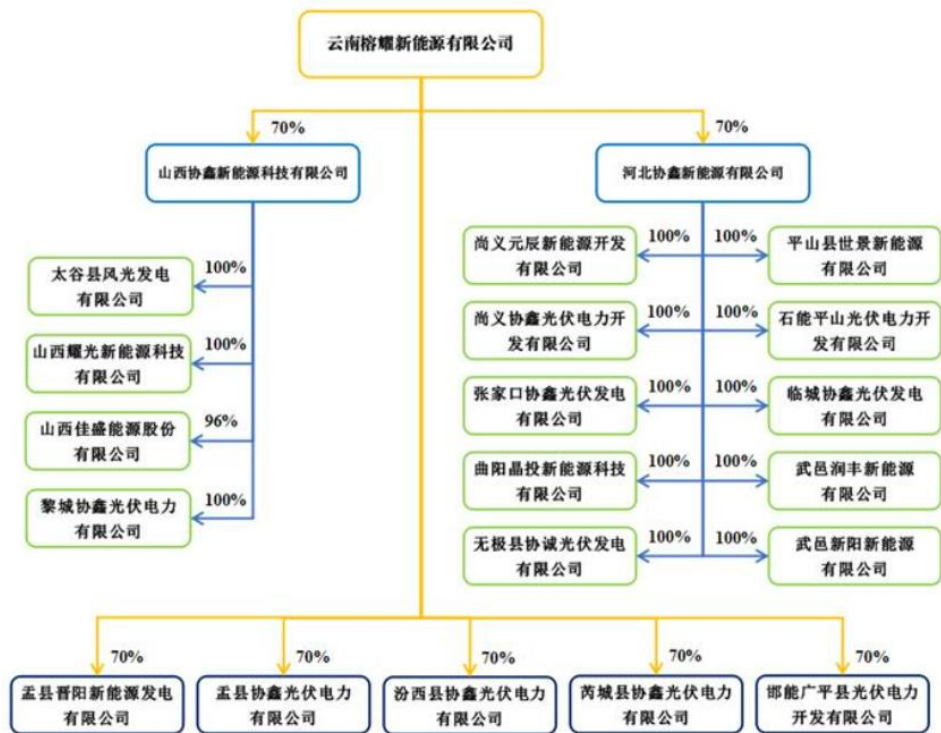 云南榕耀新能源有限公司
70%
70%
山西协鑫新能源科技有限公司
河北协鑫新能源有限公司
太谷县风光发电
有限公司
100%
山西耀光新能源科技
有限公司
100%
山西佳盛能源股份
有限公司
96%
黎城协鑫光伏电力
有限公司
100%
尚义元辰新能源开发
有限公司
100%
100%
平山县世景新能源
有限公司
尚义协鑫光伏电力开
发有限公司
100%
100%
石能平山光伏电力开
发有限公司
张家口协鑫光伏发电
有限公司
100%
100%
临城协鑫光伏发电
有限公司
曲阳晶投新能源科技
有限公司
100%
100%
武邑润丰新能源
有限公司
无极县协诚光伏发电
有限公司
100%
100%
武邑新阳新能源
有限公司
70%
70%
70%
70%
70%
盂县晋阳新能源发电
有限公司
盂县协鑫光伏电力
有限公司
汾西县协鑫光伏电力
有限公司
芮城县协鑫光伏电力
有限公司
邯能广平县光伏电力
开发有限公司